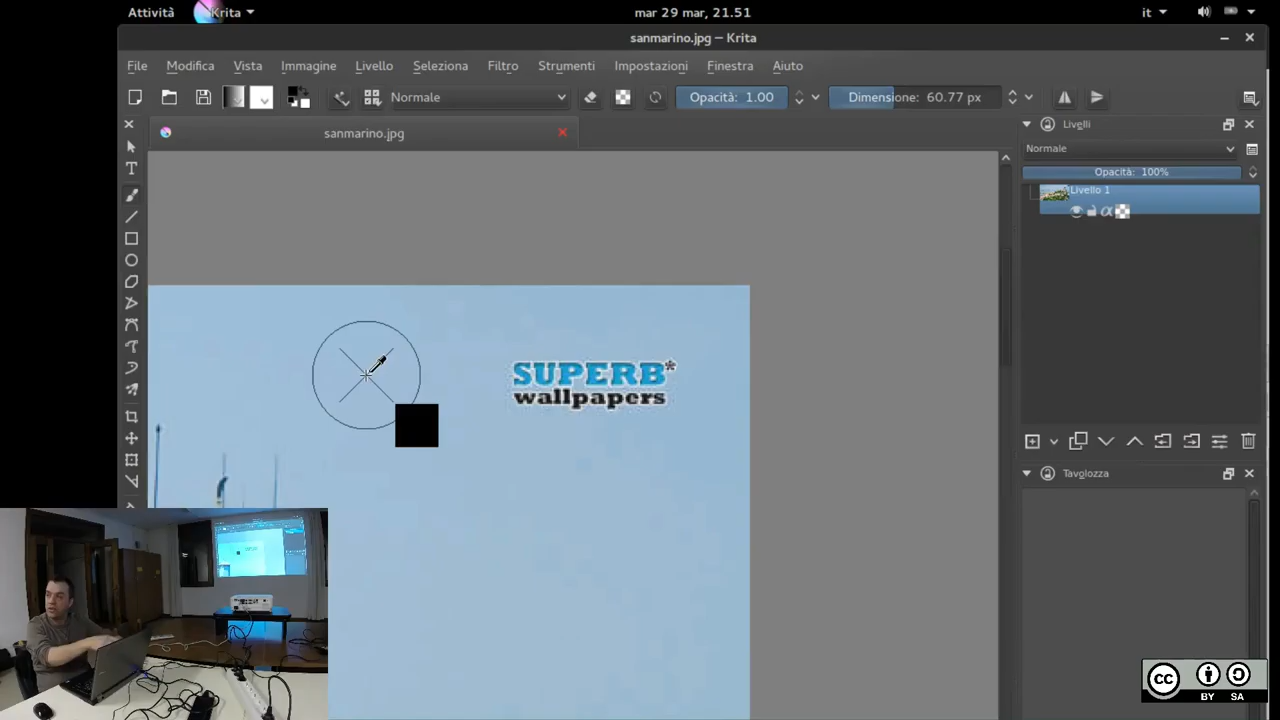 Attività
Krita
mar 29 mar, 21.51
it
sanmarino.jpg – Krita
File
Modifica
Vista
Immagine
Livello
Seleziona
Filtro
Strumenti
Impostazioni
Finestra
Aiuto
Normale
Opacità: 1.00
Dimensione: 60.77 px
sanmarino.jpg
Livelli
Normale
Opacità: 100%
Livello 1
SUPERB*
wallpapers
Tavolozza
CC
BY SA